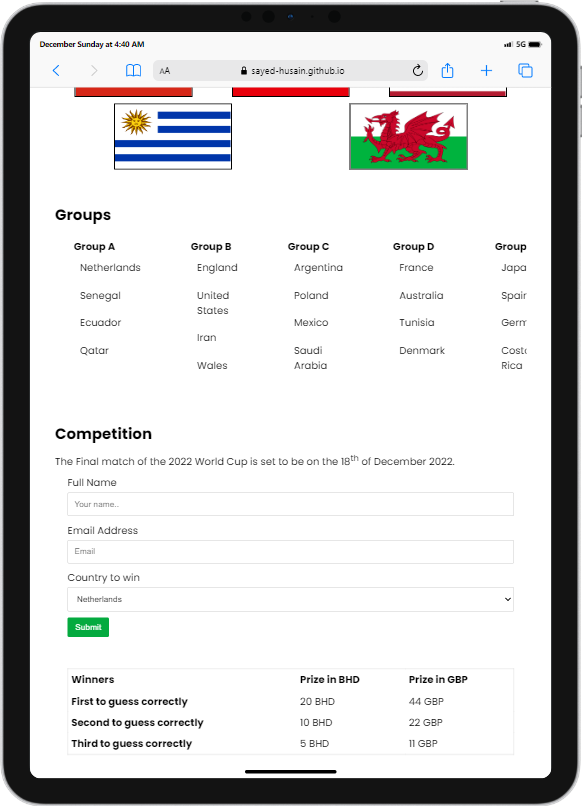 December Sunday at 4:40 AM
5G
AA
sayed-husain.github.io
Groups
Group A Group B Group C Group D Group
Netherlands England Argentina France Japa
Senegal United States Poland Australia Spain
Ecuador Iran Mexico Tunisia Germ
Qatar Wales Saudi Arabia Denmark Costa Rica
Competition
The Final match of the 2022 World Cup is set to be on the 18th of December 2022.
Full Name
Your name..
Email Address
Email
Country to win
Netherlands
Submit
Winners Prize in BHD Prize in GBP
First to guess correctly 20 BHD 44 GBP
Second to guess correctly 10 BHD 22 GBP
Third to guess correctly 5 BHD 11 GBP